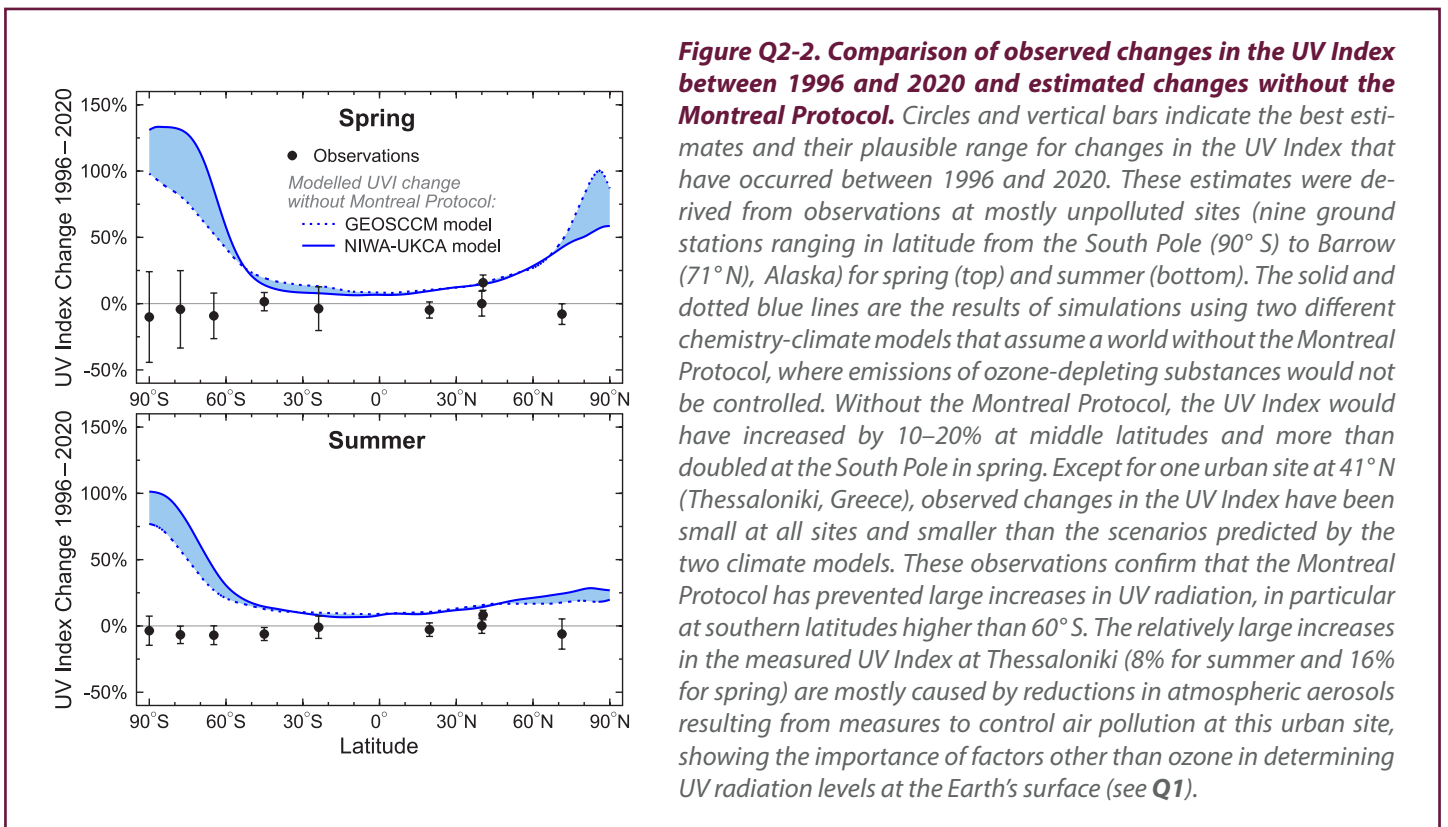 150%
100%
50%
0%
-50%
UV Index Change 1996–2020
Spring
Observations
Modelled UVI change
without Montreal Protocol:
GEOSCCM model
NIWA-UKCA model
90°S
60°S
30°S
0°
30°N
60°N
90°N
150%
100%
50%
0%
-50%
UV Index Change 1996–2020
Summer
90°S
60°S
30°S
0°
30°N
60°N
90°N
Latitude
Figure Q2-2. Comparison of observed changes in the UV Index
between 1996 and 2020 and estimated changes without the
Montreal Protocol. Circles and vertical bars indicate the best esti-
mates and their plausible range for changes in the UV Index that
have occurred between 1996 and 2020. These estimates were de-
rived from observations at mostly unpolluted sites (nine ground
stations ranging in latitude from the South Pole (90° S) to Barrow
(71° N), Alaska) for spring (top) and summer (bottom). The solid and
dotted blue lines are the results of simulations using two different
chemistry-climate models that assume a world without the Montreal
Protocol, where emissions of ozone-depleting substances would not
be controlled. Without the Montreal Protocol, the UV Index would
have increased by 10–20% at middle latitudes and more than
doubled at the South Pole in spring. Except for one urban site at 41° N
(Thessaloniki, Greece), observed changes in the UV Index have been
small at all sites and smaller than the scenarios predicted by the
two climate models. These observations confirm that the Montreal
Protocol has prevented large increases in UV radiation, in particular
at southern latitudes higher than 60° S. The relatively large increases
in the measured UV Index at Thessaloniki (8% for summer and 16%
for spring) are mostly caused by reductions in atmospheric aerosols
resulting from measures to control air pollution at this urban site,
showing the importance of factors other than ozone in determining
UV radiation levels at the Earth's surface (see Q1).